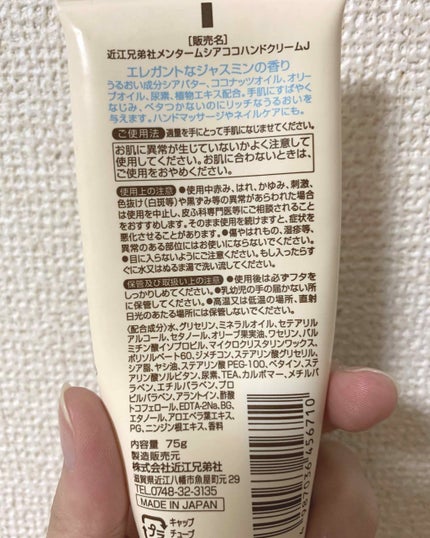 [販売名]
近江兄弟社メンタームシアココハンドクリームJ
エレガントなジャスミンの香り
うるおい成分シアバター、ココナッツオイル、オリー
ブオイル、尿素、植物エキス配合。手肌にすばやく
なじみ、ベタつかないのにリッチなうるおいを
与えます。ハンドマッサージやネイルケアにも。
ご使用法 適量を手にとって手肌になじませてください。
お肌に異常が生じていないかよく注意して
使用してください。お肌に合わないときは、
ご使用をおやめください。
使用上の注意 ●使用中赤み、はれ、かゆみ、刺激、
色抜け(白斑等)や黒ずみ等の異常があらわれた場合
は使用を中止し、皮ふ科専門医等にご相談されること
をおすすめします。そのまま使用を続けますと、症状を
悪化させることがあります。●傷やはれもの、湿疹等、
異常のある部位にはお使いにならないでください。
●目に入らないようにご注意ください。もし入ったらす
ぐに水又はぬるま湯で洗い流してください。
保管及び取扱い上の注意 ●使用後は必ずフタを
しっかりしめてください。●乳幼児の手の届かない所
に保管してください。●高温又は低温の場所、直射
日光のあたる場所には保管しないでください。
(配合成分)水、グリセリン、ミネラルオイル、セテアリル
アルコール、セタノール、オリーブ果実油、ワセリン、パル
ミチン酸イソプロピル、マイクロクリスタリンワックス、
ポリソルベート60、ジメチコン、ステアリン酸グリセリル、
シア脂、ヤシ油、ステアリン酸PEG-100、ベタイン、ステ
アリン酸ソルビタン、尿素、TEA、カルボマー、メチルパ
ラベン、エチルパラベン、プロ
ピルパラベン、アラントイン、酢酸
トコフェロール、EDTA-2Na、BG、
エタノール、アロエベラ葉エキス、
PG、ニンジン根エキス、香料
内容量 75g
製造販売元
株式会社近江兄弟社
滋賀県近江八幡市魚屋町元29
TEL.0748-32-3135
MADE IN JAPAN
キャップ
チューブ
プラ
4987036456710